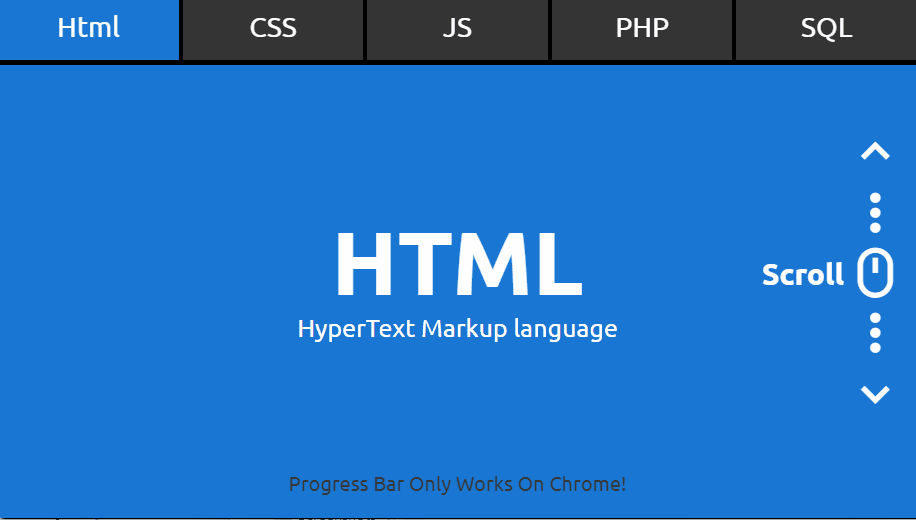 Html
CSS
JS
PHP
SQL
HTML
HyperText Markup language
Scroll
Progress Bar Only Works On Chrome!